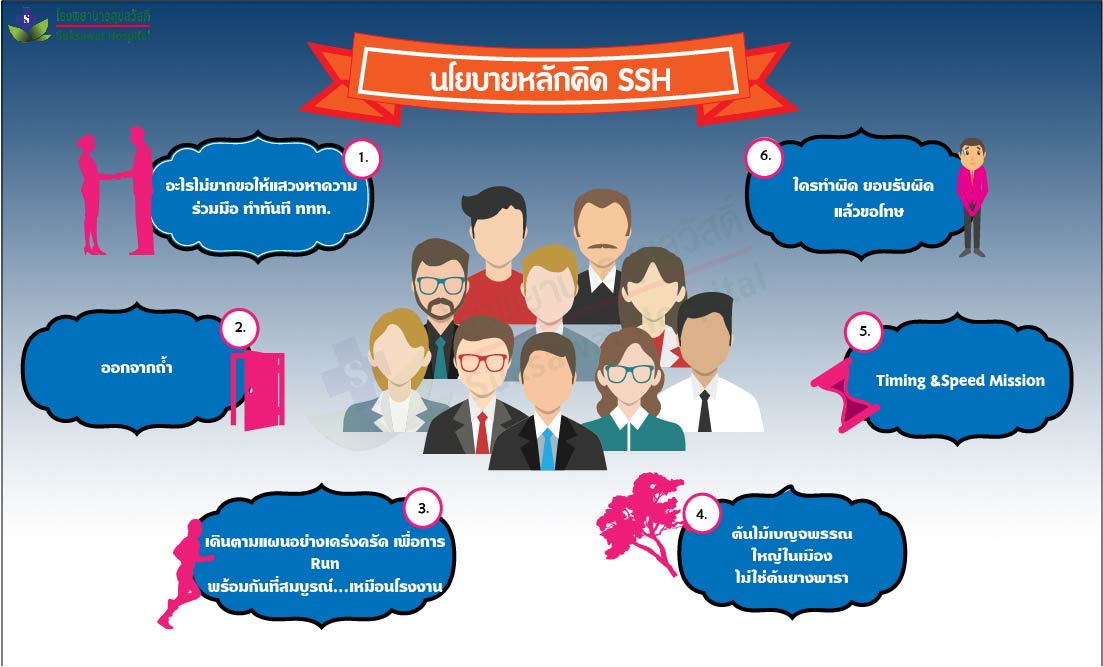 โรงพยาบาลสุขสวัสดิ์
Suksawat Hospital
นโยบายหลักคิด SSH
1.
อะไรไม่ยากขอให้แสวงหาความ
ร่วมมือ ทำทันที ททท.
2.
ออกจากถ้ำ
3.
เดินตามแผนอย่างเคร่งครัด เพื่อการ
Run
พร้อมกันที่สมบูรณ์...เหมือนโรงงาน
4.
ต้นไม้เบญจพรรณ
ใหญ่ในเมือง
ไม่ใช่ต้นยางพารา
5.
Timing &Speed Mission
6.
ใครทำผิด ยอบรับผิด
แล้วขอโทษ